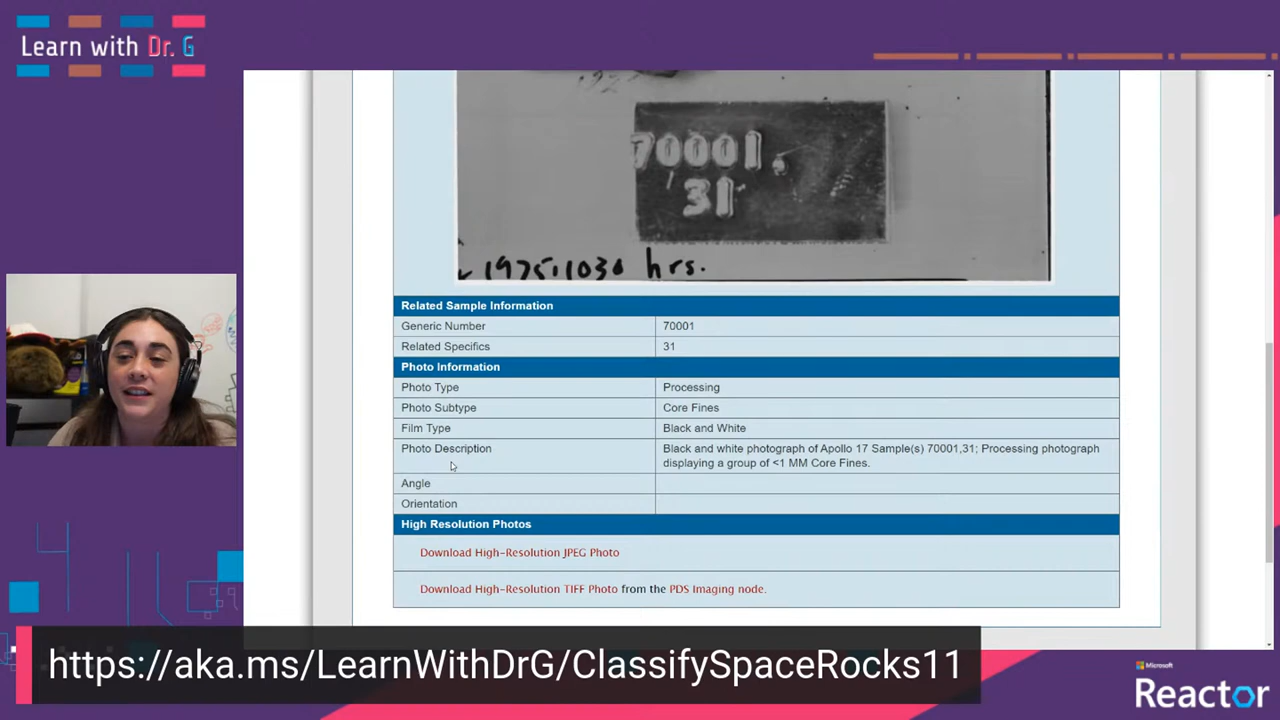 Learn with Dr. G
70001,
31
1975,1030 hrs.
Related Sample Information
Generic Number 70001
Related Specifics 31
Photo Information
Photo Type Processing
Photo Subtype Core Fines
Film Type Black and White
Photo Description Black and white photograph of Apollo 17 Sample(s) 70001,31; Processing photograph
displaying a group of <1 MM Core Fines.
Angle
Orientation
High Resolution Photos
Download High-Resolution JPEG Photo
Download High-Resolution TIFF Photo from the PDS Imaging node.
https://aka.ms/LearnWithDrG/ClassifySpaceRocks11
Microsoft
Reactor